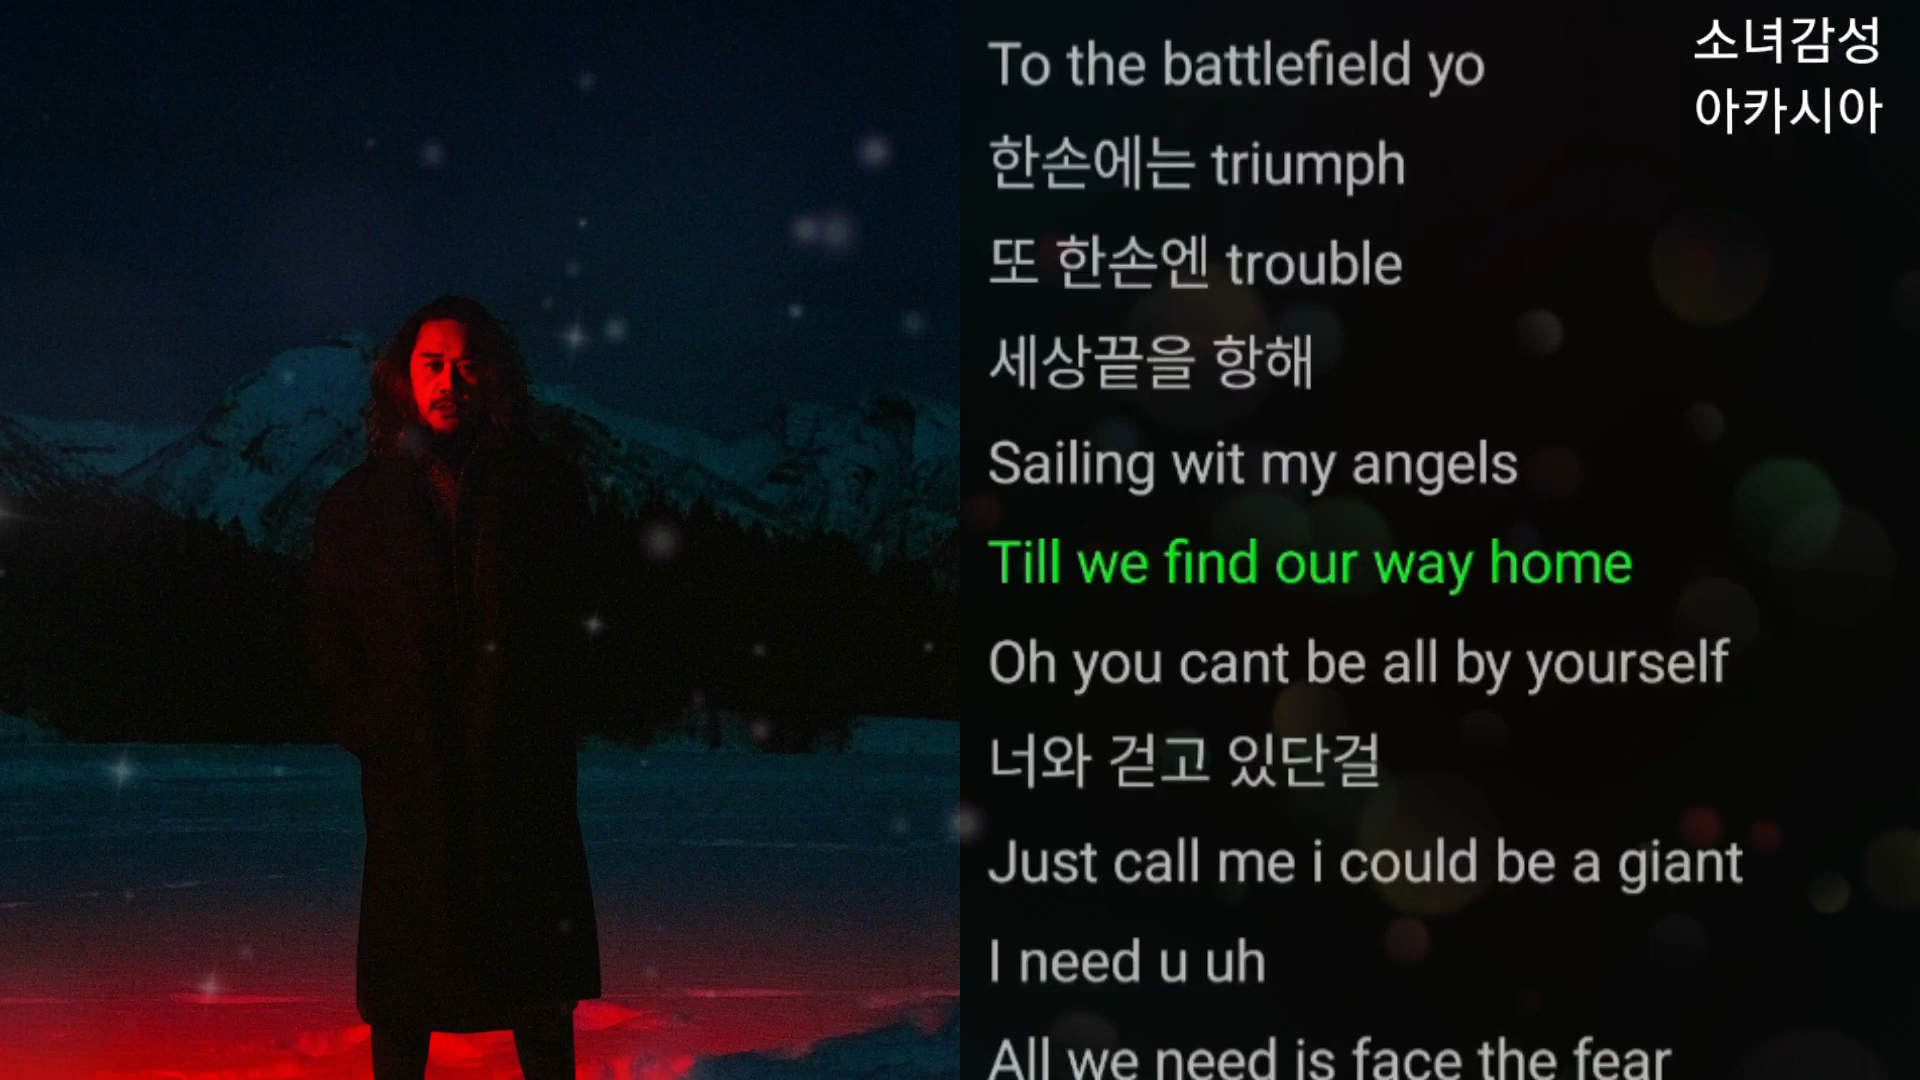 소녀감성
아카시아
To the battlefield yo
한손에는 triumph
또 한손엔 trouble
세상끝을 항해
Sailing wit my angels
Till we find our way home
Oh you cant be all by yourself
너와 걷고 있단걸
Just call me i could be a giant
I need u uh
All we need is face the fear